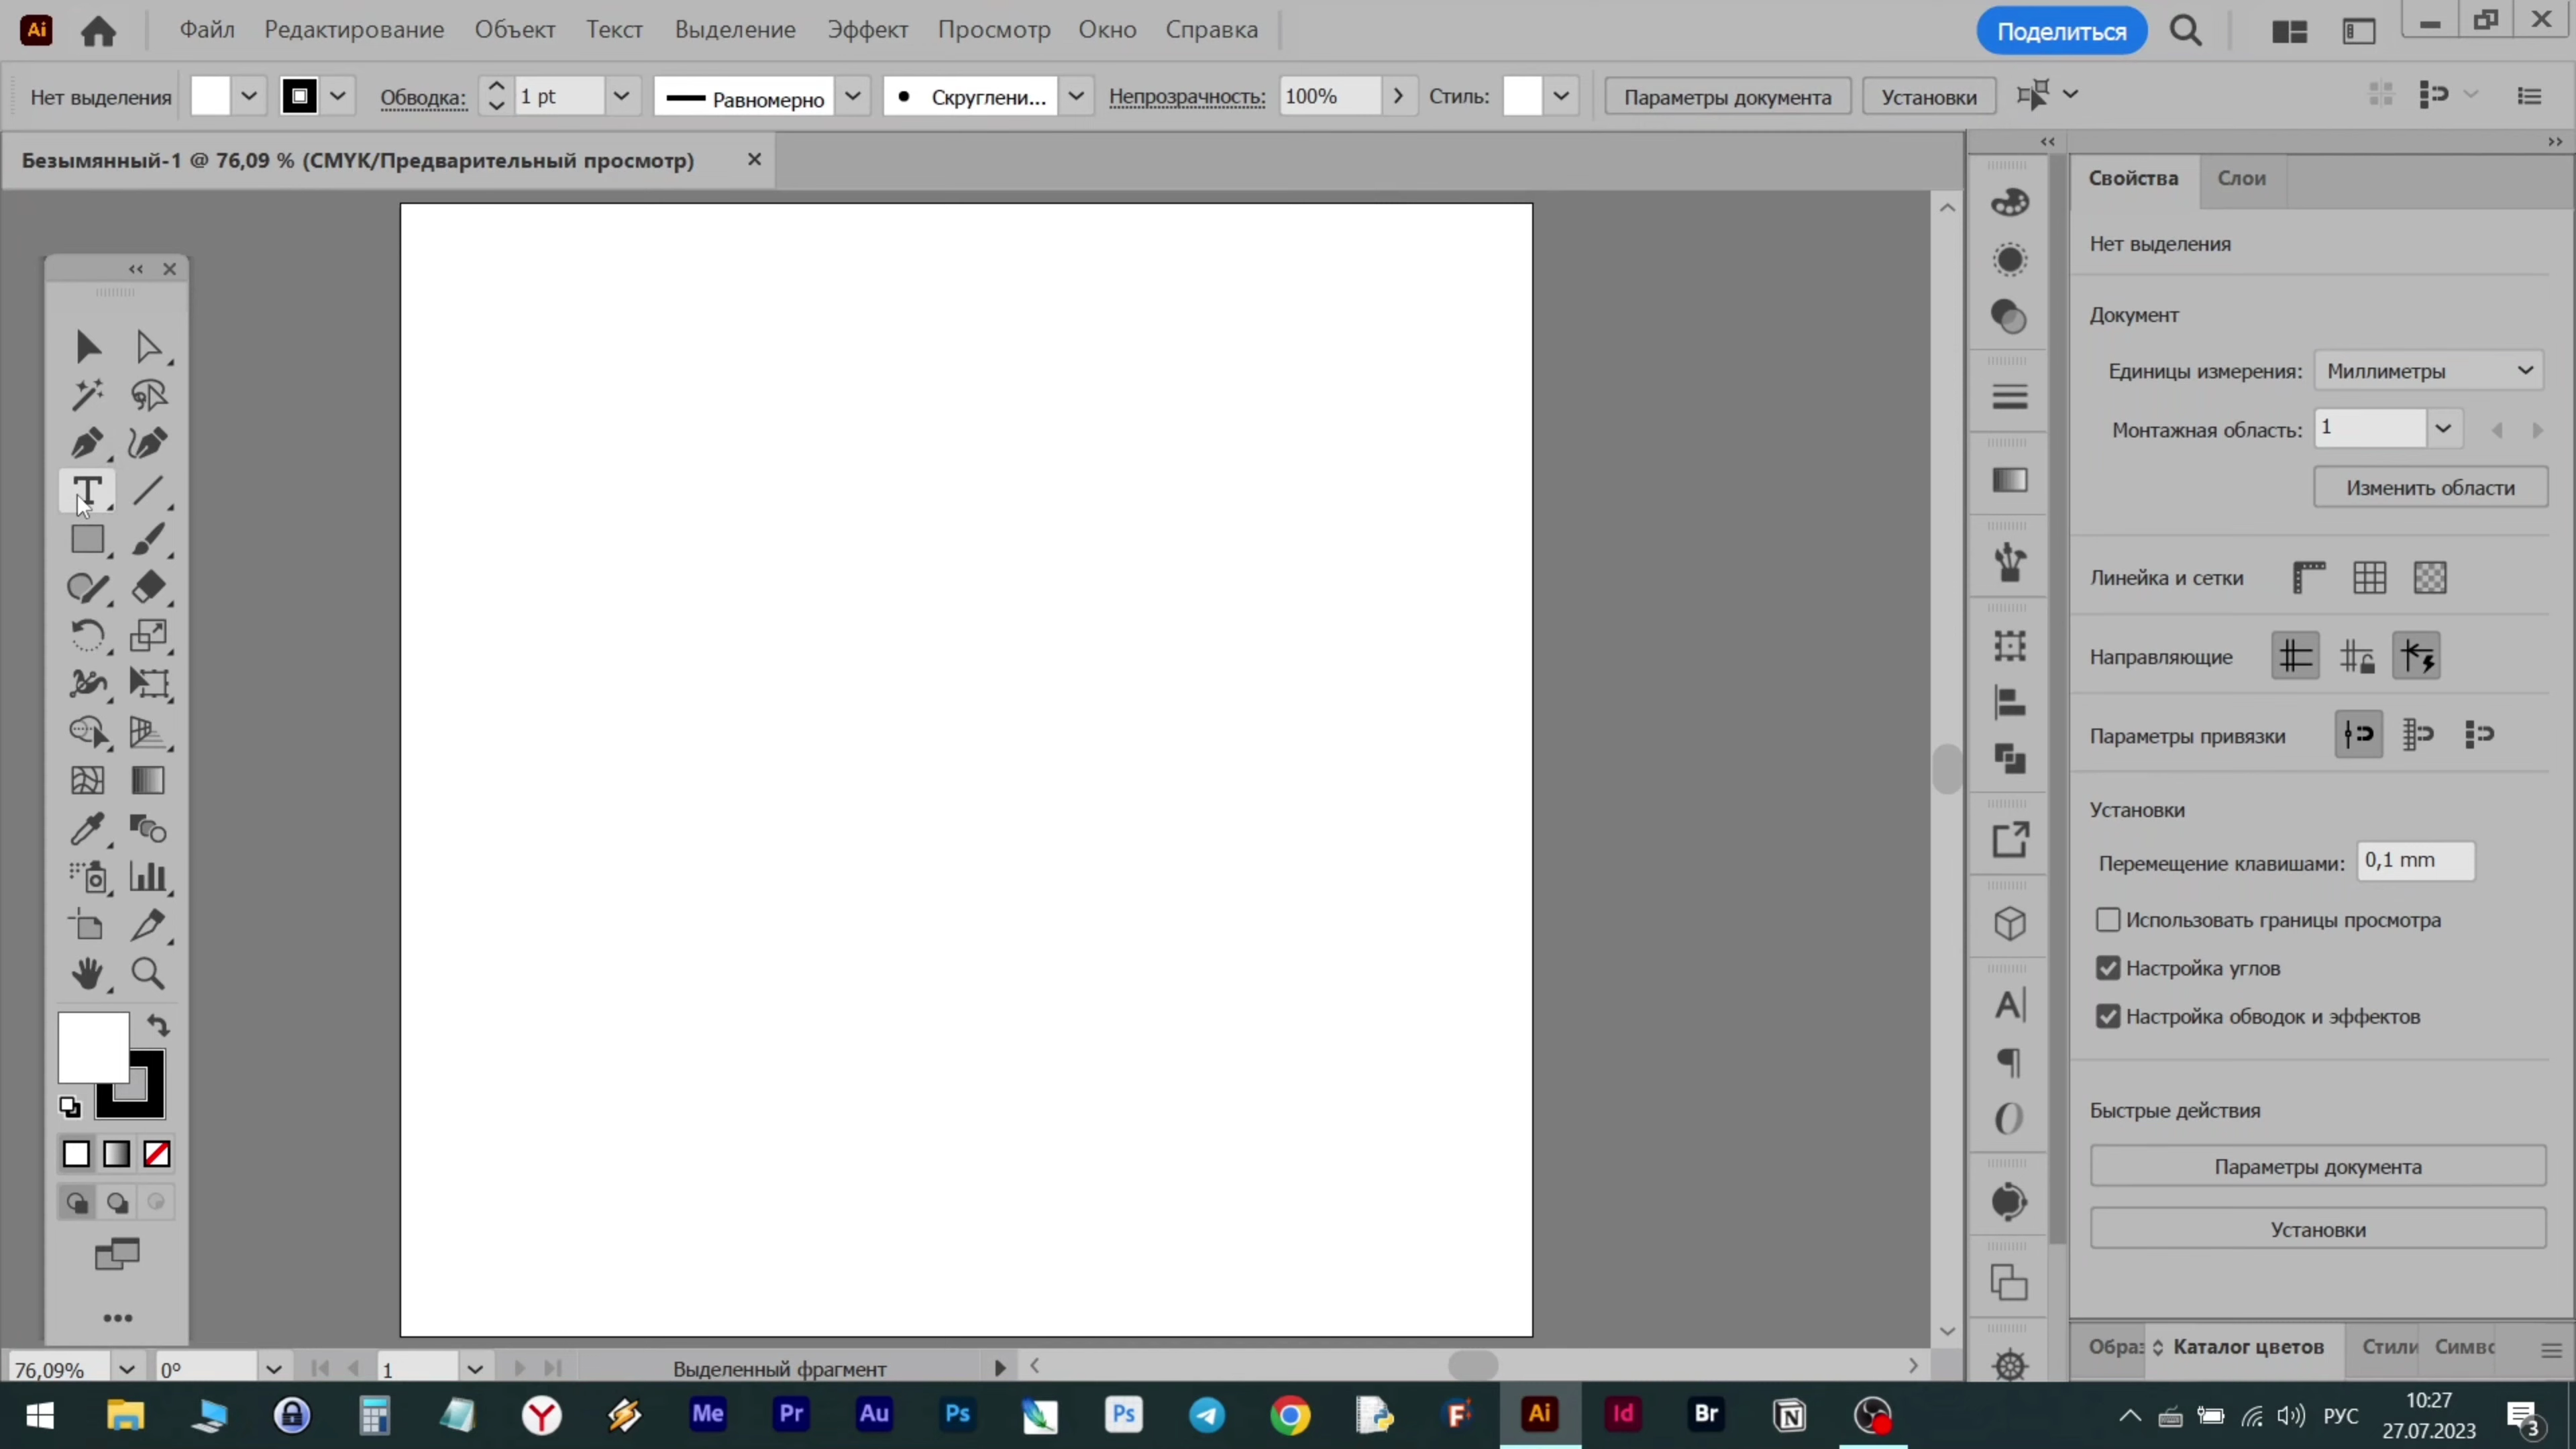 Ai Файл Редактирование Объект Текст Выделение Эффект Просмотр Окно Справка Поделиться
Нет выделения Обводка: 1 pt Равномерно Скруглени... Непрозрачность: 100% Стиль: Параметры документа Установки
Безымянный-1 @ 76,09 % (CMYK/Предварительный просмотр)
Свойства Слои
Нет выделения
Документ
Единицы измерения: Миллиметры
Монтажная область: 1
Изменить области
Линейка и сетки
Направляющие
Параметры привязки
Установки
Перемещение клавишами: 0,1 mm
Использовать границы просмотра
Настройка углов
Настройка обводок и эффектов
Быстрые действия
Параметры документа
Установки
Образ Каталог цветов Стили Симво
76,09% 0° 1 Выделенный фрагмент
Me Pr Au Ps Ps Ai Id Br РУС 10:27
27.07.2023 3